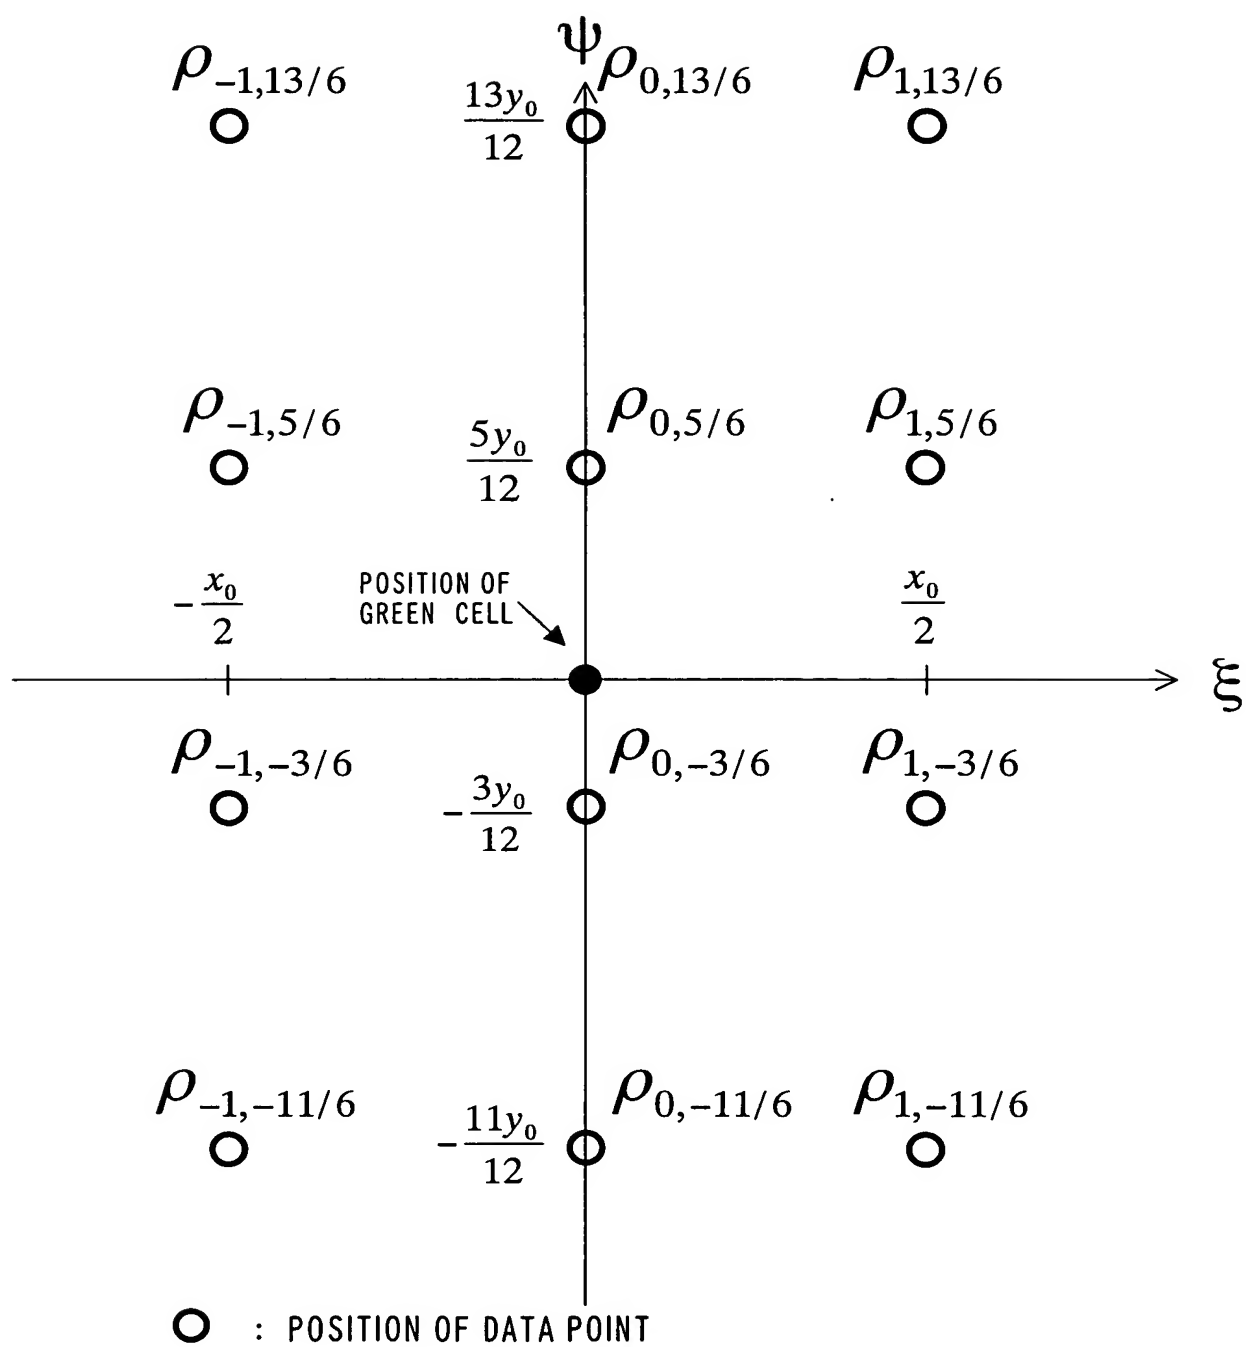 ψ
ρ₋₁,₁₃/₆ 13y₀/12 ρ₀,₁₃/₆ ρ₁,₁₃/₆
ρ₋₁,₅/₆ 5y₀/12 ρ₀,₅/₆ ρ₁,₅/₆
-x₀/2 POSITION OF x₀/2
GREEN CELL
ξ
ρ₋₁,₋₃/₆ -3y₀/12 ρ₀,₋₃/₆ ρ₁,₋₃/₆
ρ₋₁,₋₁₁/₆ -11y₀/12 ρ₀,₋₁₁/₆ ρ₁,₋₁₁/₆
: POSITION OF DATA POINT